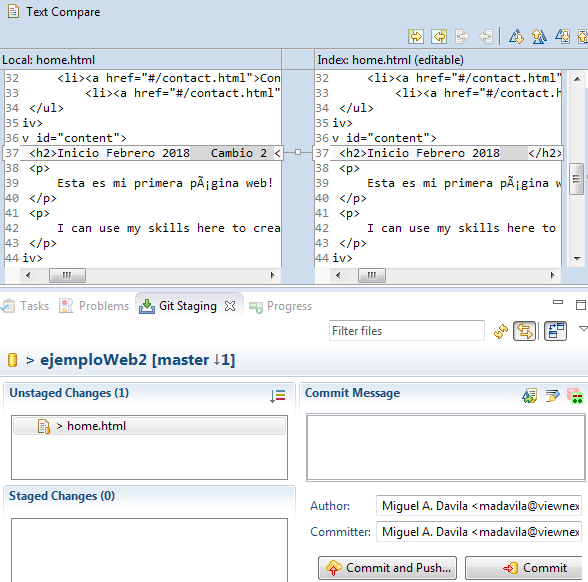 Text Compare
Local: home.html
Index: home.html (editable)
32 <li><a href="#/contact.html">Con
33 <li><a href="#/contact.html"
34 </ul>
35 iv>
36 v id="content">
37 <h2>Inicio Febrero 2018 Cambio 2 <
38 <p>
39 Esta es mi primera pÃ¡gina web!
40 </p>
41 <p>
42 I can use my skills here to crea
43 </p>
44 iv>
32 <li><a href="#/contact.html"
33 <li><a href="#/contact.h
34 </ul>
35 iv>
36 v id="content">
37 <h2>Inicio Febrero 2018 </h2>
38 <p>
39 Esta es mi primera pÃ¡gina w
40 </p>
41 <p>
42 I can use my skills here to
43 </p>
44 iv>
Tasks
Problems
Git Staging
Progress
Filter files
> ejemploWeb2 [master ↓1]
Unstaged Changes (1)
> home.html
Staged Changes (0)
Commit Message
Author: Miguel A. Davila <madavila@viewnex
Committer: Miguel A. Davila <madavila@viewnex
Commit and Push...
Commit